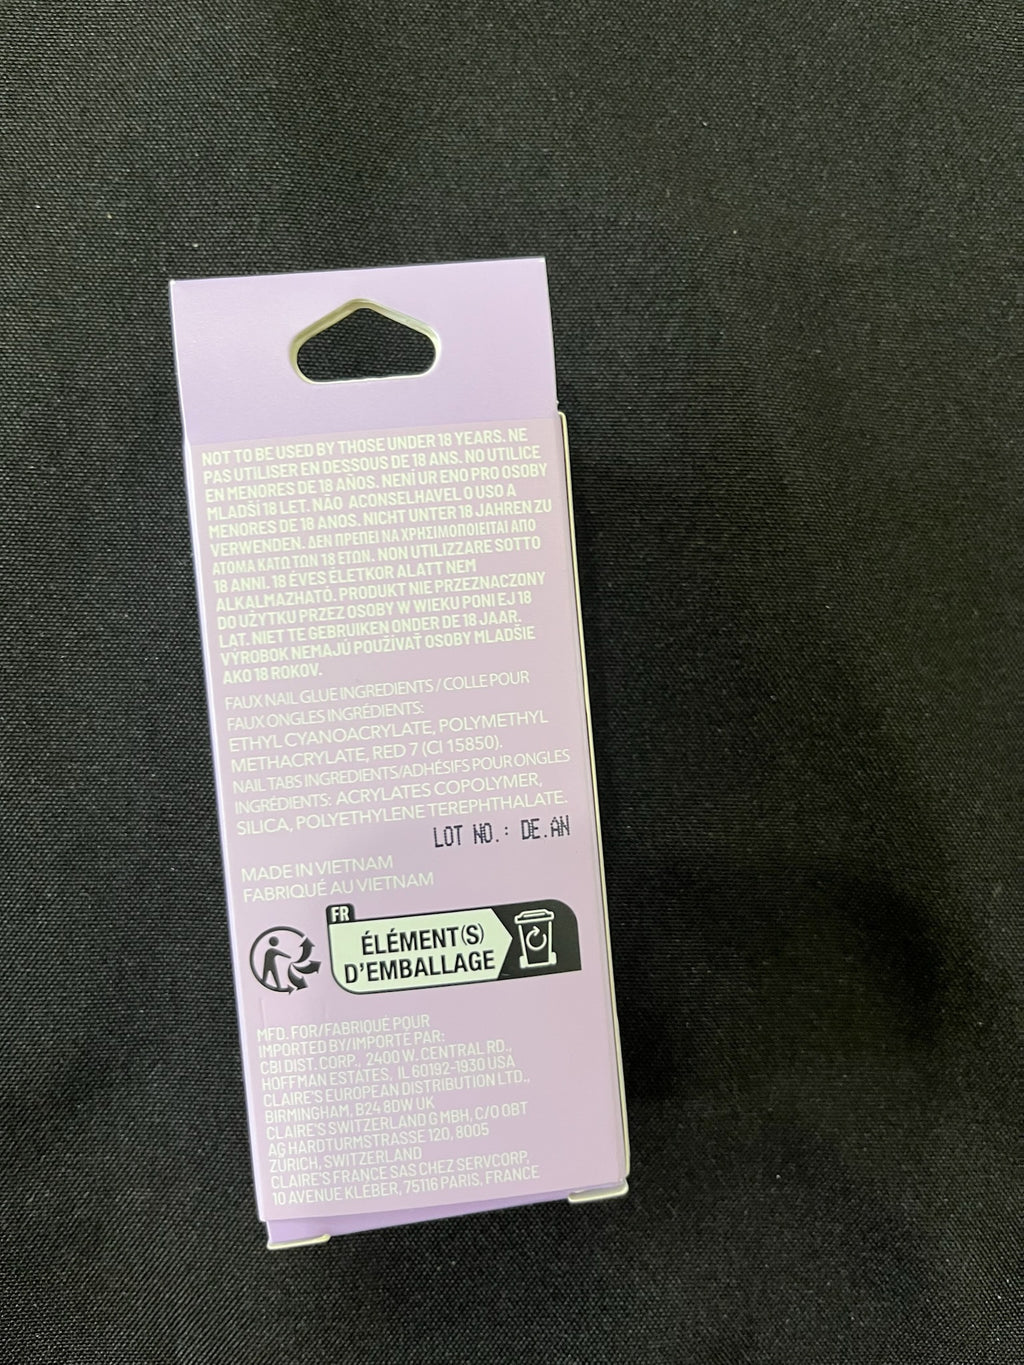 NOT TO BE USED BY THOSE UNDER 18 YEARS. NE
PAS UTILISER EN DESSOUS DE 18 ANS. NO UTILICE
EN MENORES DE 18 AÑOS. NENÍ UR ENO PRO OSOBY
MLADŠÍ 18 LET. NÃO ACONSELHAVEL O USO A
MENORES DE 18 ANOS. NICHT UNTER 18 JAHREN ZU
VERWENDEN. ΔΕΝ ΠΡΕΠΕΙ ΝΑ ΧΡΗΣΙΜΟΠΟΙΕΙΤΑΙ ΑΠΟ
ΑΤΟΜΑ ΚΑΤΩ ΤΩΝ 18 ΕΤΩΝ. NON UTILIZZARE SOTTO
18 ANNI. 18 ÉVES ÉLETKOR ALATT NEM
ALKALMAZHATÓ. PRODUKT NIE PRZEZNACZONY
DO UŻYTKU PRZEZ OSOBY W WIEKU PONI EJ 18
LAT. NIET TE GEBRUIKEN ONDER DE 18 JAAR.
VÝROBOK NEMAJÚ POUŽÍVAŤ OSOBY MLADŠIE
AKO 18 ROKOV.
FAUX NAIL GLUE INGREDIENTS / COLLE POUR
FAUX ONGLES INGRÉDIENTS:
ETHYL CYANOACRYLATE, POLYMETHYL
METHACRYLATE, RED 7 (CI 15850).
NAIL TABS INGREDIENTS/ADHÉSIFS POUR ONGLES
INGRÉDIENTS: ACRYLATES COPOLYMER,
SILICA, POLYETHYLENE TEREPHTHALATE.
LOT NO.: DE.AN
MADE IN VIETNAM
FABRIQUÉ AU VIETNAM
FR
ÉLÉMENT(S)
D'EMBALLAGE
MFD. FOR/FABRIQUÉ POUR
IMPORTED BY/IMPORTÉ PAR:
CBI DIST. CORP., 2400 W. CENTRAL RD.,
HOFFMAN ESTATES, IL 60192-1930 USA
CLAIRE'S EUROPEAN DISTRIBUTION LTD.,
BIRMINGHAM, B24 8DW UK
CLAIRE'S SWITZERLAND G MBH, C/O OBT
AG HARDTURMSTRASSE 120, 8005
ZURICH, SWITZERLAND
CLAIRE'S FRANCE SAS CHEZ SERVCORP,
10 AVENUE KLEBER, 75116 PARIS, FRANCE